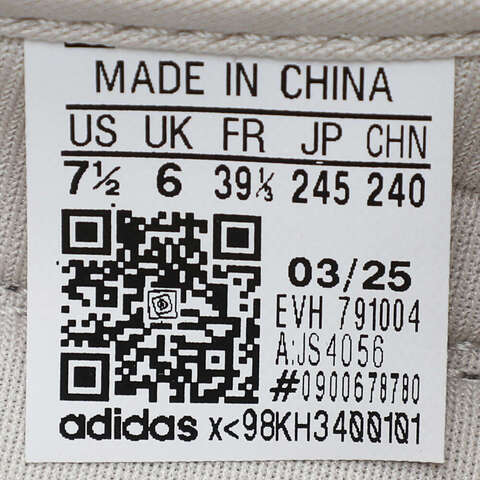 MADE IN CHINA
US UK FR JP CHN
7½ 6 39⅓ 245 240
03/25
EVH 791004
A:JS4056
#0900678780
adidas x<98KH3400101